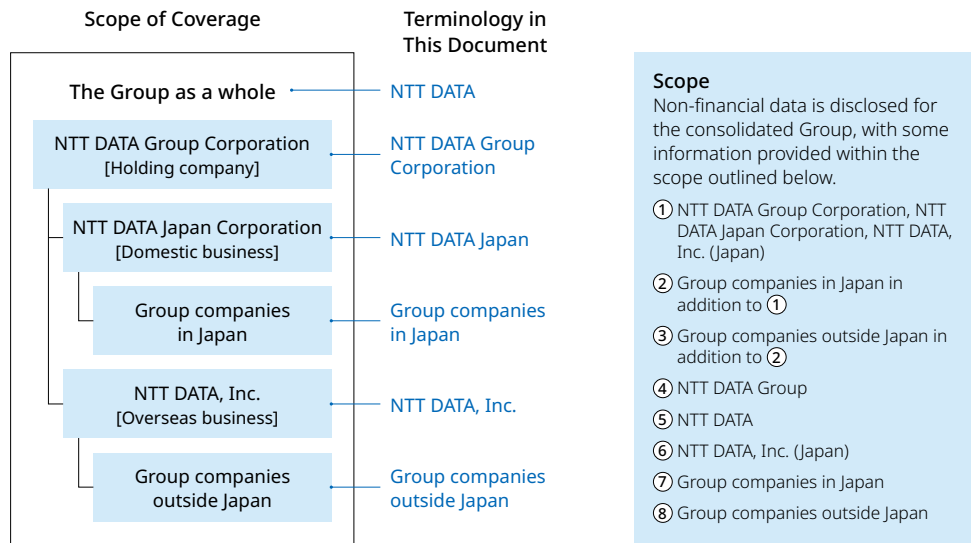 Scope of Coverage
Terminology in
This Document
The Group as a whole
NTT DATA
NTT DATA Group Corporation
[Holding company]
NTT DATA Group
Corporation
NTT DATA Japan Corporation
[Domestic business]
NTT DATA Japan
Group companies
in Japan
Group companies
in Japan
NTT DATA, Inc.
[Overseas business]
NTT DATA, Inc.
Group companies
outside Japan
Group companies
outside Japan
Scope
Non-financial data is disclosed for
the consolidated Group, with some
information provided within the
scope outlined below.
① NTT DATA Group Corporation, NTT
DATA Japan Corporation, NTT DATA,
Inc. (Japan)
② Group companies in Japan in
addition to ①
③ Group companies outside Japan in
addition to ②
④ NTT DATA Group
⑤ NTT DATA
⑥ NTT DATA, Inc. (Japan)
⑦ Group companies in Japan
⑧ Group companies outside Japan